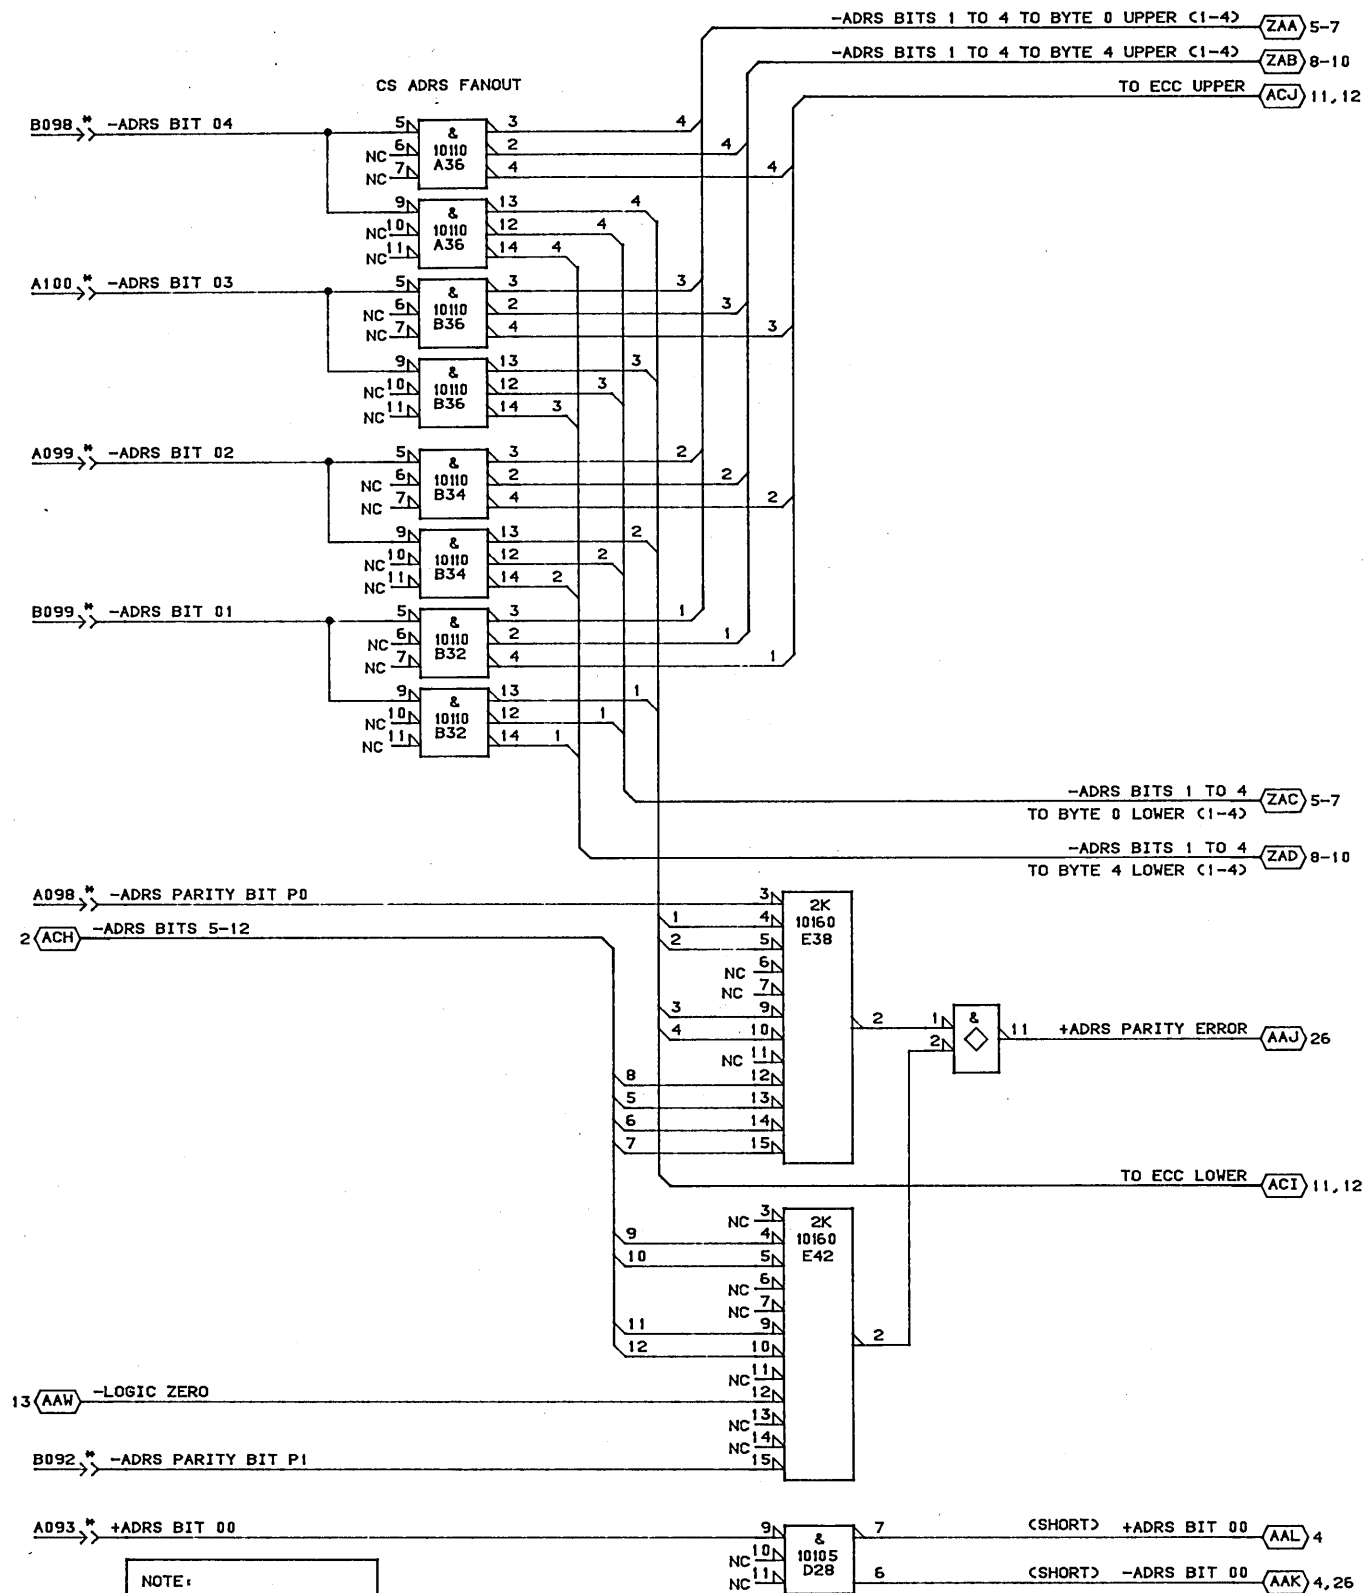 -ADRS BITS 1 TO 4 TO BYTE 0 UPPER (1-4) ZAA 5-7
-ADRS BITS 1 TO 4 TO BYTE 4 UPPER (1-4) ZAB 8-10
CS ADRS FANOUT
TO ECC UPPER ACJ 11,12
B098 * -ADRS BIT 04
5 & 3 4
NC 6 10110 2 4
NC 7 A36 4 4
9 & 13 4
NC 10 10110 12 4
NC 11 A36 14 4
A100 * -ADRS BIT 03
5 & 3 3
NC 6 10110 2 3
NC 7 B36 4 3
9 & 13 3
NC 10 10110 12 3
NC 11 B36 14 3
A099 * -ADRS BIT 02
5 & 3 2
NC 6 10110 2 2
NC 7 B34 4 2
9 & 13 2
NC 10 10110 12 2
NC 11 B34 14 2
B099 * -ADRS BIT 01
5 & 3 1
NC 6 10110 2 1
NC 7 B32 4 1
9 & 13 1
NC 10 10110 12 1
NC 11 B32 14 1
-ADRS BITS 1 TO 4 ZAC 5-7
TO BYTE 0 LOWER (1-4)
-ADRS BITS 1 TO 4 ZAD 8-10
TO BYTE 4 LOWER (1-4)
A098 * -ADRS PARITY BIT P0 3 2K
1 4 10160
2 ACH -ADRS BITS 5-12
2 5 E38
NC 6
NC 7
3 9
2 1 &
4 10
11 +ADRS PARITY ERROR AAJ 26
2
NC 11
8 12
5 13
6 14
7 15
TO ECC LOWER ACI 11,12
NC 3 2K
9 4 10160
10 5 E42
NC 6
NC 7
11 9
2
12 10
NC 11
13 AAW -LOGIC ZERO 12
NC 13
NC 14
B092 * -ADRS PARITY BIT P1 15
A093 * +ADRS BIT 00 9 & 7 (SHORT) +ADRS BIT 00 AAL 4
NC 10 10105
NC 11 D28 6 (SHORT) -ADRS BIT 00 AAK 4,26
NOTE: